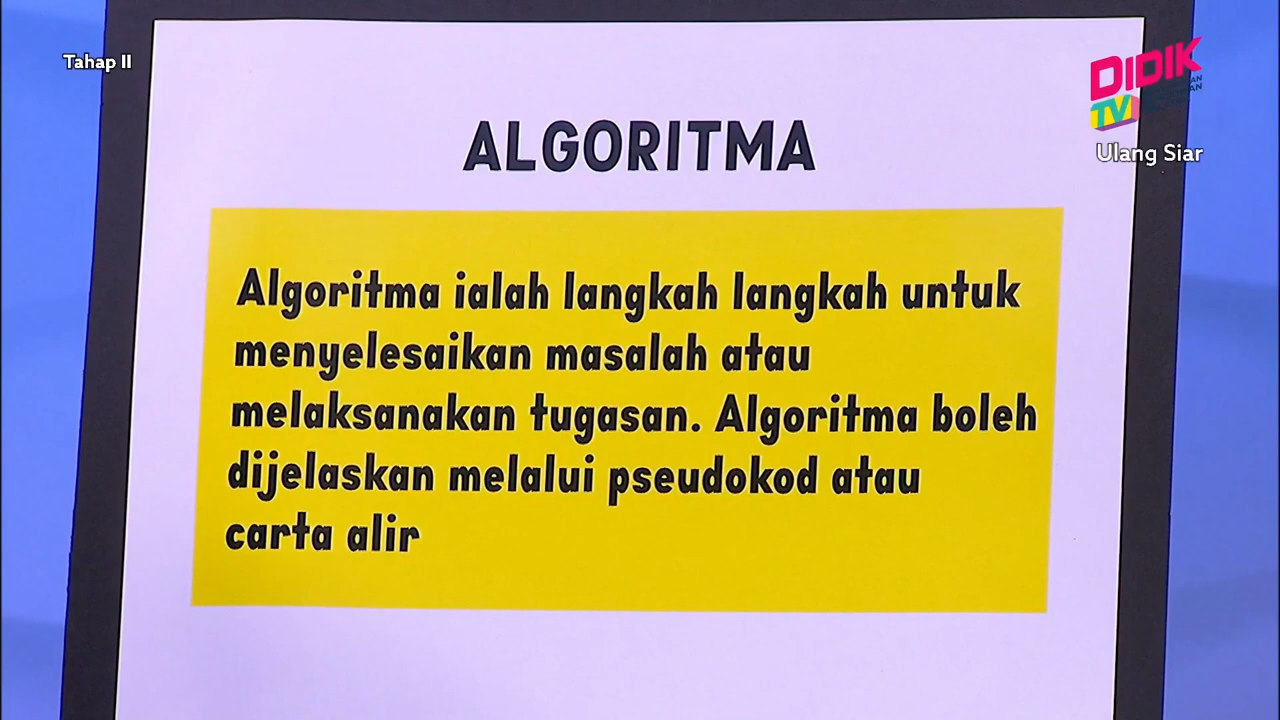 Tahap II
DIDIK
TV
Ulang Siar
ALGORITMA
Algoritma ialah langkah langkah untuk
menyelesaikan masalah atau
melaksanakan tugasan. Algoritma boleh
dijelaskan melalui pseudokod atau
carta alir